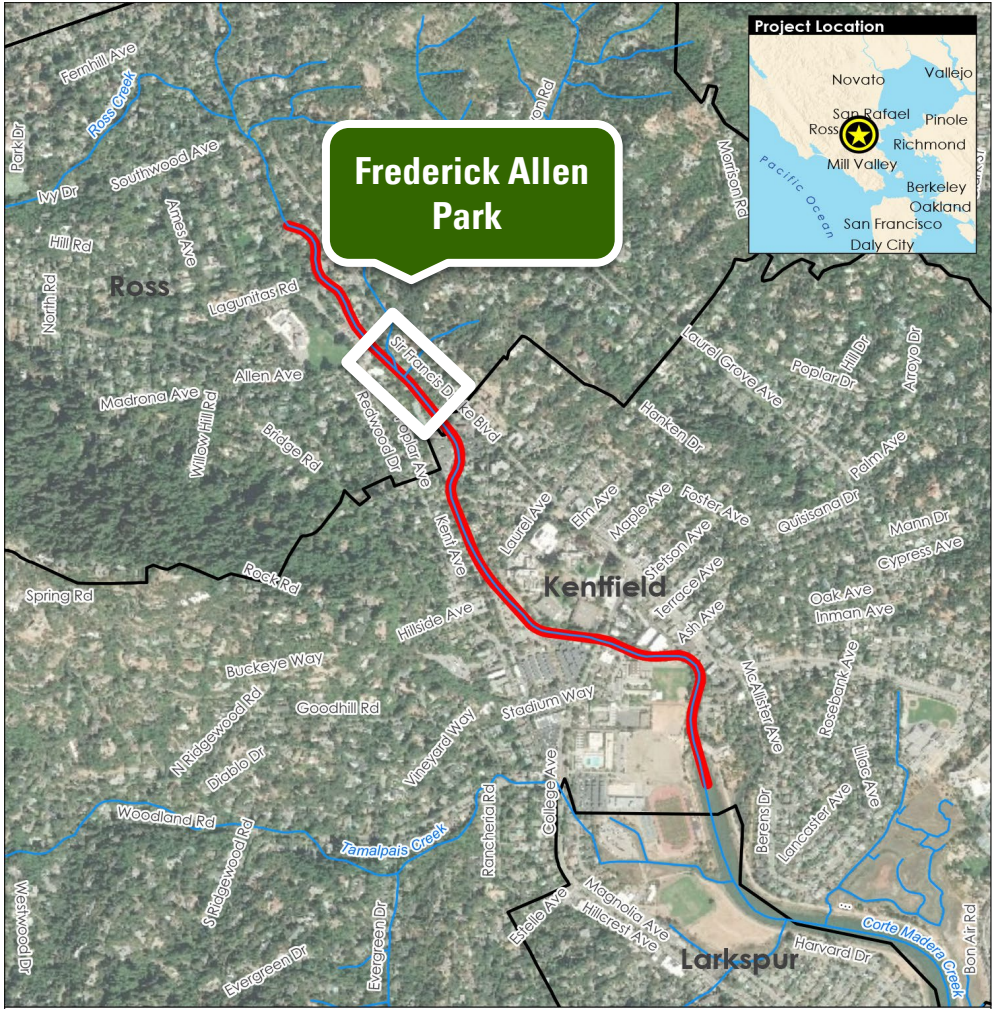 Project Location
Novato
Vallejo
San Rafael
Pinole
Ross
Richmond
Mill Valley
Pacific Ocean
Berkeley
Oakland
San Francisco
Daly City
Fernhill Ave
Ross Creek
Park Dr
Southwood Ave
Ivy Dr
Ames Ave
Hill Rd
North Rd
Ross
Lagunitas Rd
Morrison Rd
Frederick Allen
Park
Sir Francis Drake Blvd
Allen Ave
Madrona Ave
Willow Hill Rd
Bridge Rd
Redwood Dr
Poplar Ave
Laurel Grove Ave
Hill Dr
Poplar Dr
Arroyo Dr
Hanken Dr
Palm Ave
Kent Ave
Laurel Ave
Elm Ave
Maple Ave
Foster Ave
Quisisana Dr
Mann Dr
Stetson Ave
Cypress Ave
Rock Rd
Spring Rd
Kentfield
Terrace Ave
Ash Ave
Oak Ave
Inman Ave
Hillside Ave
Buckeye Way
McAllister Ave
Rosebank Ave
N Ridgewood Rd
Goodhill Rd
Stadium Way
Vineyard Way
Diablo Dr
College Ave
Lilac Ave
Woodland Rd
Tamalpais Creek
Rancheria Rd
Berens Dr
Lancaster Ave
S Ridgewood Rd
Westwood Dr
Magnolia Ave
Estelle Ave
Hillcrest Ave
Evergreen Dr
Evergreen Dr
Corte Madera Creek
Bon Air Rd
Harvard Dr
Larkspur